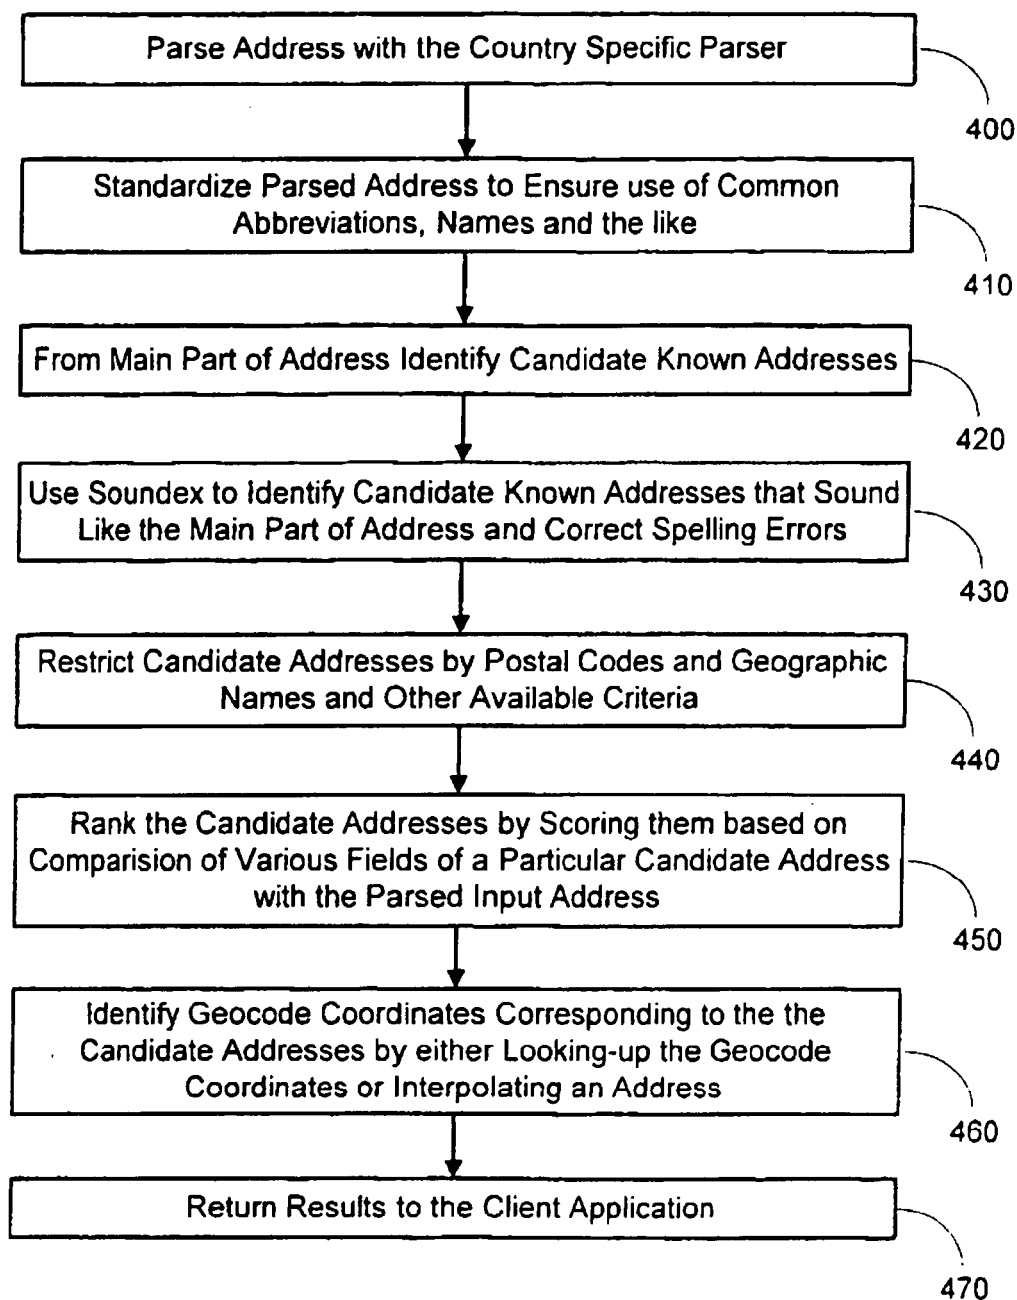 Parse Address with the Country Specific Parser
400
Standardize Parsed Address to Ensure use of Common
Abbreviations, Names and the like
410
From Main Part of Address Identify Candidate Known Addresses
420
Use Soundex to Identify Candidate Known Addresses that Sound
Like the Main Part of Address and Correct Spelling Errors
430
Restrict Candidate Addresses by Postal Codes and Geographic
Names and Other Available Criteria
440
Rank the Candidate Addresses by Scoring them based on
Comparision of Various Fields of a Particular Candidate Address
with the Parsed Input Address
450
Identify Geocode Coordinates Corresponding to the the
Candidate Addresses by either Looking-up the Geocode
Coordinates or Interpolating an Address
460
Return Results to the Client Application
470